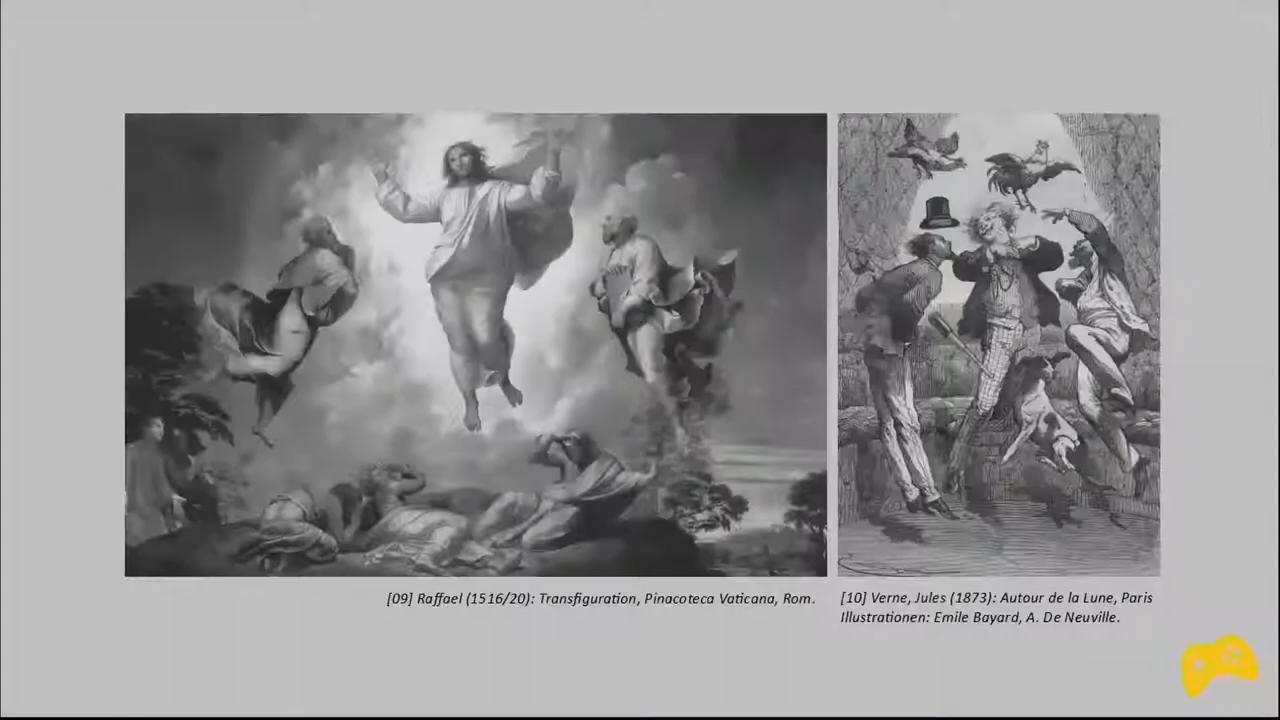 [09] Raffael (1516/20): Transfiguration, Pinacoteca Vaticana, Rom.
[10] Verne, Jules (1873): Autour de la Lune, Paris
Illustrationen: Emile Bayard, A. De Neuville.